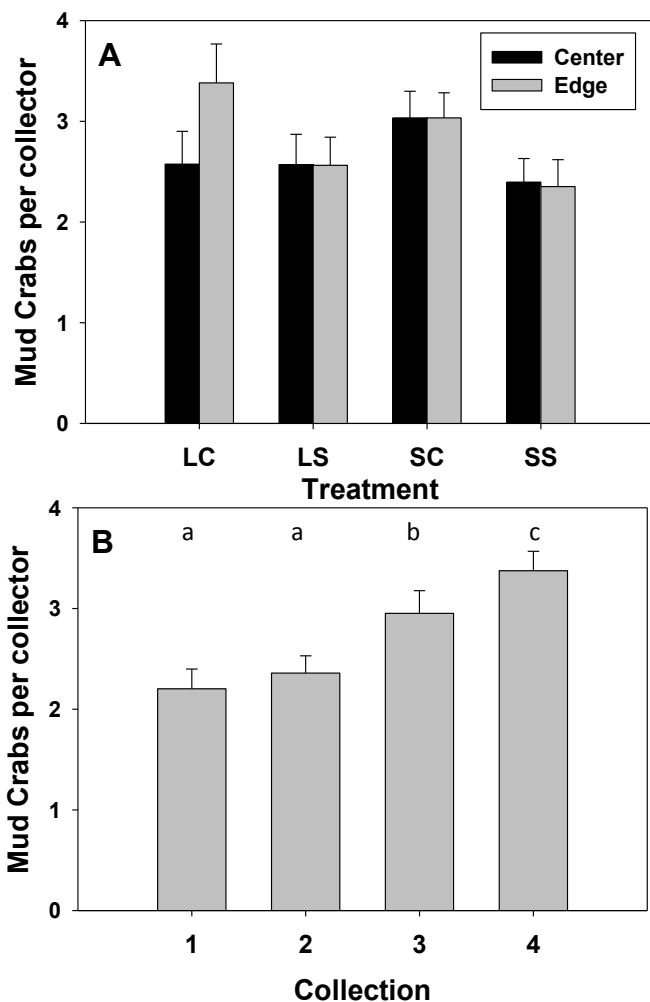 A
Center
Edge
Mud Crabs per collector
4
3
2
1
0
LC LS SC SS
Treatment
B
a a b c
Mud Crabs per collector
4
3
2
1
0
1 2 3 4
Collection